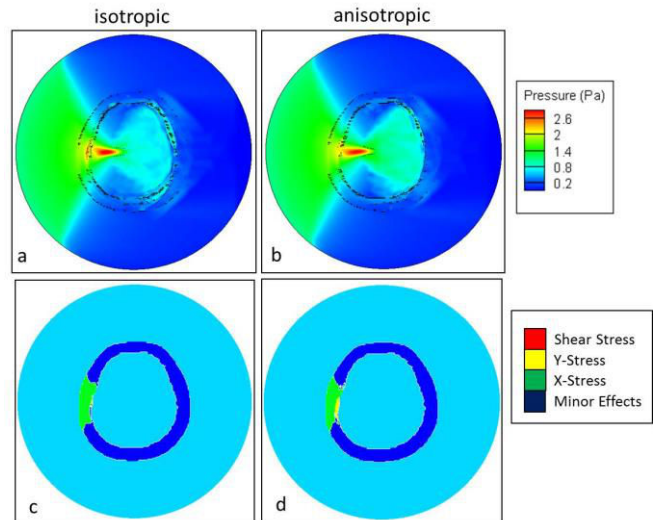 isotropic
anisotropic
a
b
Pressure (Pa)
2.6
2
1.4
0.8
0.2
c
d
Shear Stress
Y-Stress
X-Stress
Minor Effects